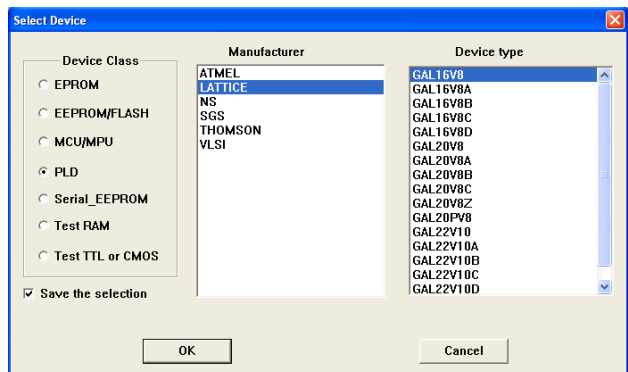 Select Device
Device Class
EPROM
EEPROM/FLASH
MCU/MPU
PLD
Serial_EEPROM
Test RAM
Test TTL or CMOS
Save the selection
Manufacturer
ATMEL
LATTICE
NS
SGS
THOMSON
VLSI
Device type
GAL16V8
GAL16V8A
GAL16V8B
GAL16V8C
GAL16V8D
GAL20V8
GAL20V8A
GAL20V8B
GAL20V8C
GAL20V8Z
GAL20PV8
GAL22V10
GAL22V10A
GAL22V10B
GAL22V10C
GAL22V10D
OK
Cancel